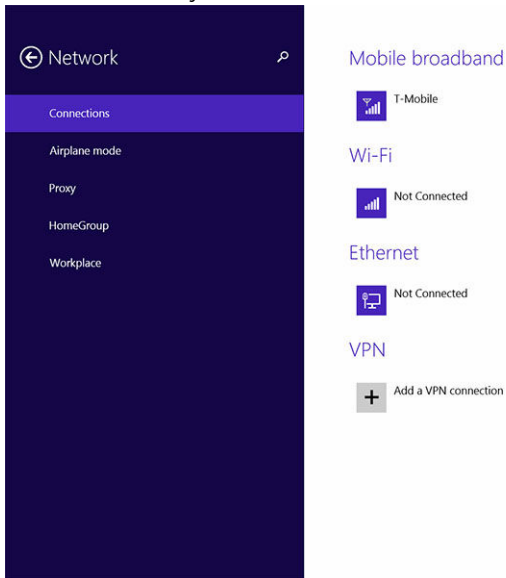 Network
Connections
Airplane mode
Proxy
HomeGroup
Workplace
Mobile broadband
T-Mobile
Wi-Fi
Not Connected
Ethernet
Not Connected
VPN
Add a VPN connection